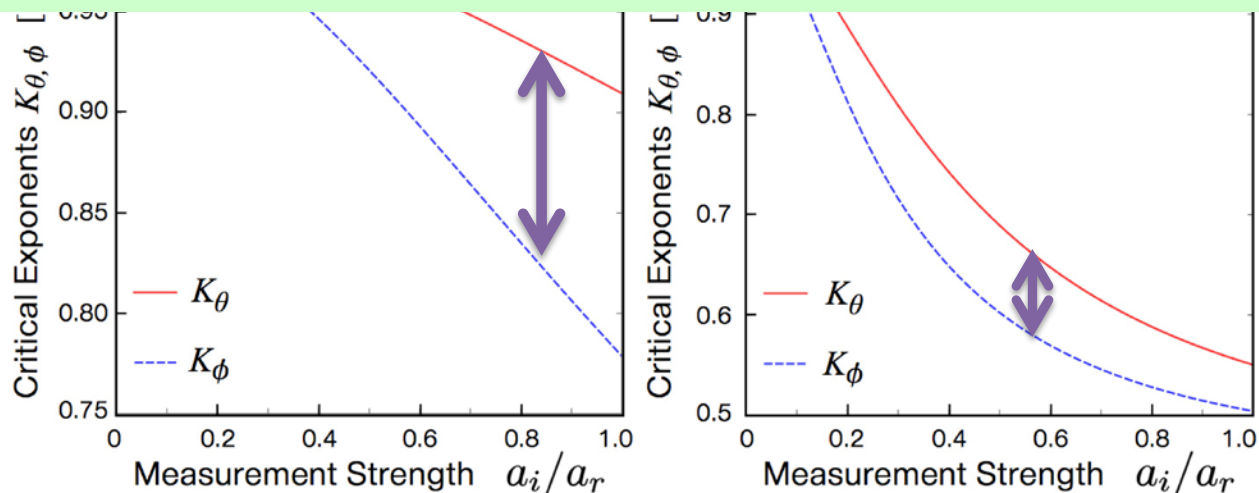 Critical Exponents K_{θ,ϕ} [
0.90
0.85
0.80
0.75
K_θ
K_ϕ
0 0.2 0.4 0.6 0.8 1.0
Measurement Strength a_i/a_r
Critical Exponents K_{θ,ϕ} [
0.9
0.8
0.7
0.6
0.5
K_θ
K_ϕ
0 0.2 0.4 0.6 0.8 1.0
Measurement Strength a_i/a_r